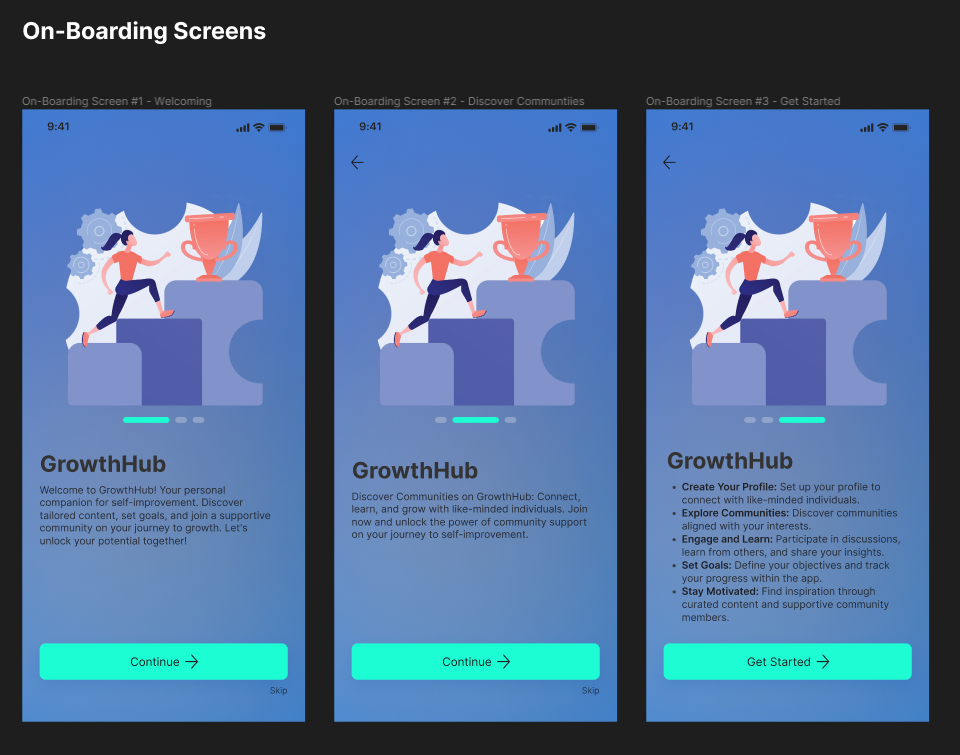 On-Boarding Screens
On-Boarding Screen #1 - Welcoming
9:41
GrowthHub
Welcome to GrowthHub! Your personal
companion for self-improvement. Discover
tailored content, set goals, and join a supportive
community on your journey to growth. Let's
unlock your potential together!
Continue
Skip
On-Boarding Screen #2 - Discover Communtiies
9:41
GrowthHub
Discover Communities on GrowthHub: Connect,
learn, and grow with like-minded individuals. Join
now and unlock the power of community support
on your journey to self-improvement.
Continue
Skip
On-Boarding Screen #3 - Get Started
9:41
GrowthHub
• Create Your Profile: Set up your profile to
connect with like-minded individuals.
• Explore Communities: Discover communities
aligned with your interests.
• Engage and Learn: Participate in discussions,
learn from others, and share your insights.
• Set Goals: Define your objectives and track
your progress within the app.
• Stay Motivated: Find inspiration through
curated content and supportive community
members.
Get Started